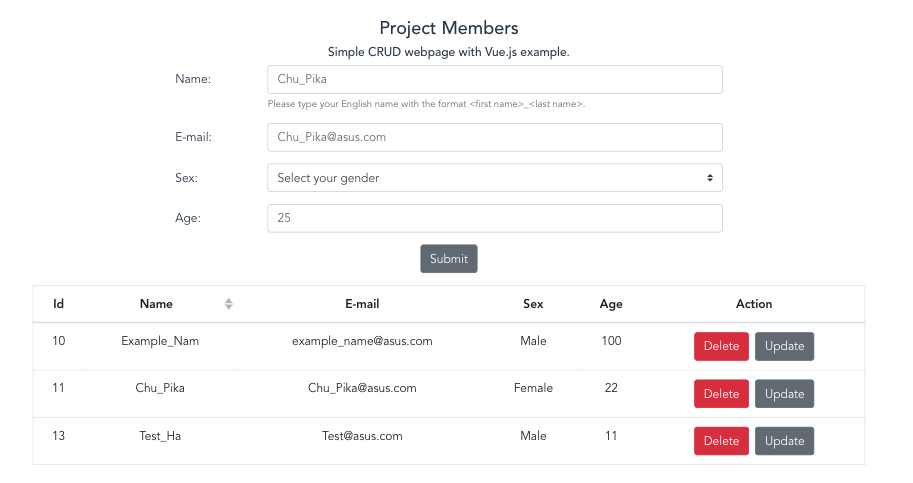 Project Members
Simple CRUD webpage with Vue.js example.
Name: Chu_Pika
Please type your English name with the format <first name>_<last name>.
E-mail: Chu_Pika@asus.com
Sex: Select your gender
Age: 25
Submit
Id Name E-mail Sex Age Action
10 Example_Nam example_name@asus.com Male 100 Delete Update
11 Chu_Pika Chu_Pika@asus.com Female 22 Delete Update
13 Test_Ha Test@asus.com Male 11 Delete Update